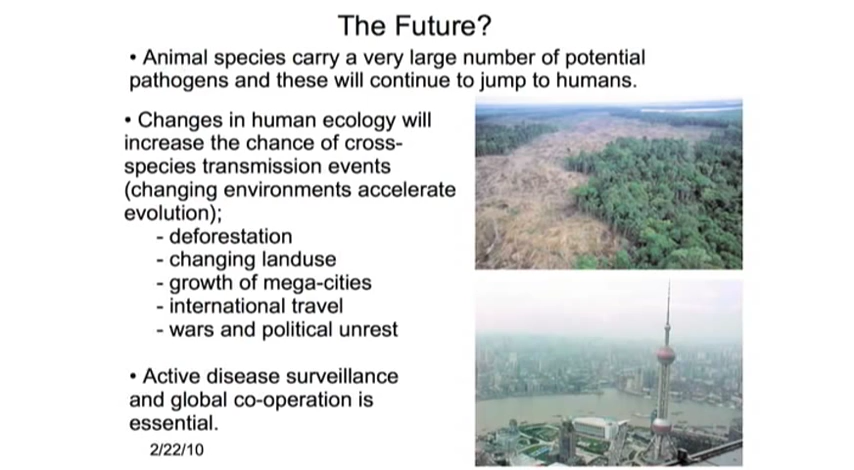 The Future?
• Animal species carry a very large number of potential
pathogens and these will continue to jump to humans.
• Changes in human ecology will
increase the chance of cross-
species transmission events
(changing environments accelerate
evolution);
- deforestation
- changing landuse
- growth of mega-cities
- international travel
- wars and political unrest
• Active disease surveillance
and global co-operation is
essential.
2/22/10